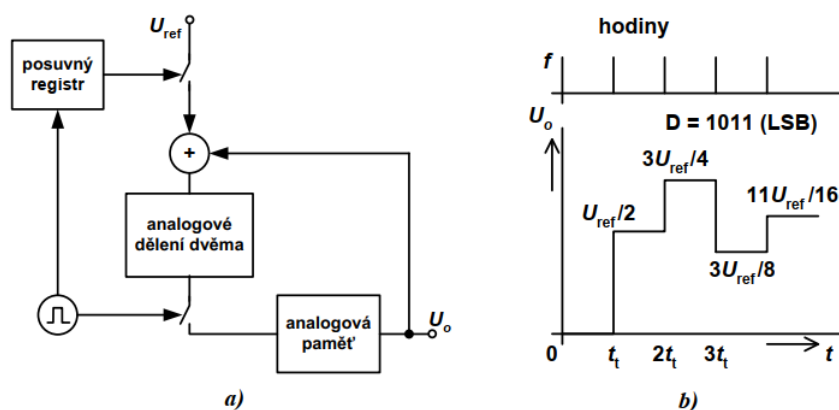 U_ref
posuvný
registr
+
analogové
dělení dvěma
analogová
paměť
U_o
a)
hodiny
f
U_o
D = 1011 (LSB)
3U_ref/4
U_ref/2
11U_ref/16
3U_ref/8
0 t_t 2t_t 3t_t t
b)